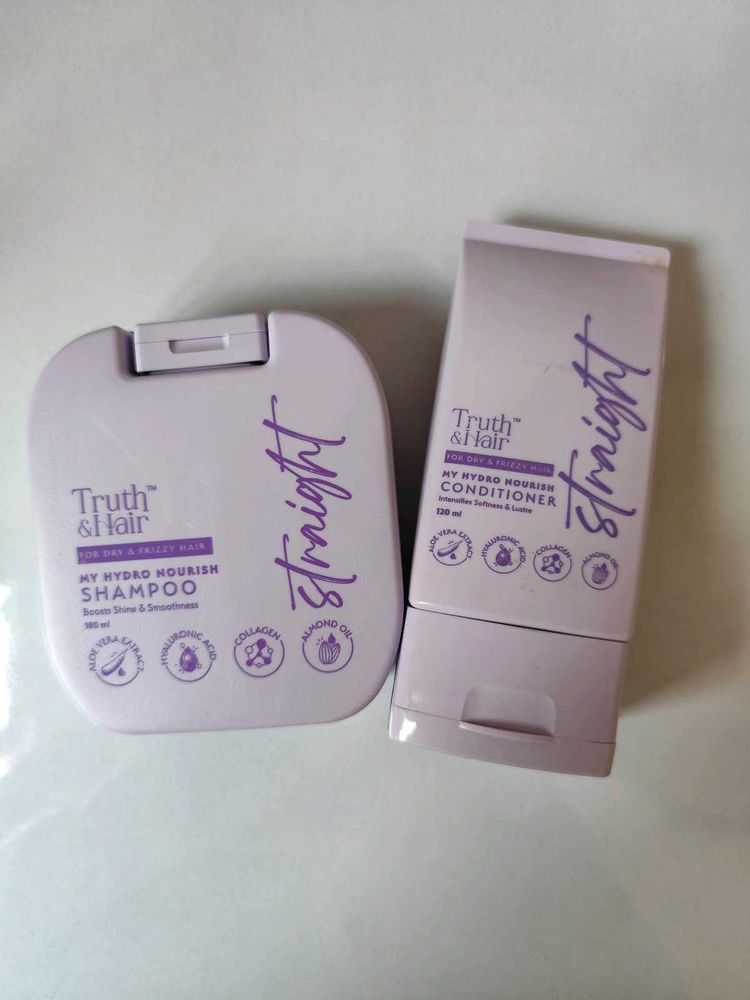 Truth™
&Hair
FOR DRY & FRIZZY HAIR
MY HYDRO NOURISH
SHAMPOO
Boosts Shine & Smoothness
180 ml
straight
ALOE VERA EXTRACT
HYALURONIC ACID
COLLAGEN
ALMOND OIL
Truth™
&Hair
FOR DRY & FRIZZY HAIR
MY HYDRO NOURISH
CONDITIONER
Intensifies Softness & Lustre
120 ml
straight
ALOE VERA EXTRACT
HYALURONIC ACID
COLLAGEN
ALMOND OIL